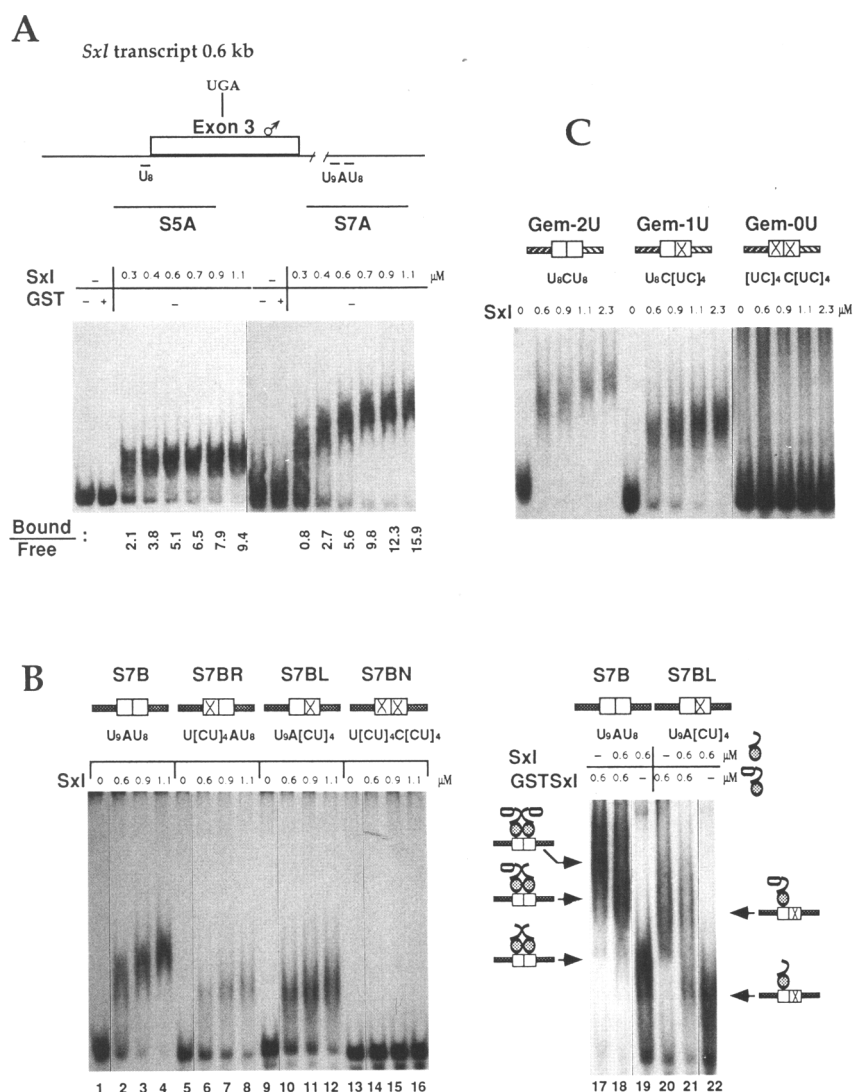 A
Sxl transcript 0.6 kb
UGA
Exon 3 ♂
U8
U9AU8
S5A
S7A
Sxl – 0.3 0.4 0.6 0.7 0.9 1.1 – 0.3 0.4 0.6 0.7 0.9 1.1 μM
GST – + – – + –
Bound
Free
: 2.1 3.8 5.1 6.5 7.9 9.4 0.8 2.7 5.6 9.8 12.3 15.9
C
Gem-2U Gem-1U Gem-0U
U8CU8 U8C[UC]4 [UC]4C[UC]4
Sxl 0 0.6 0.9 1.1 2.3 0 0.6 0.9 1.1 2.3 0 0.6 0.9 1.1 2.3 μM
B
S7B S7BR S7BL S7BN
U9AU8 U[CU]4AU8 U9A[CU]4 U[CU]4C[CU]4
Sxl 0 0.6 0.9 1.1 0 0.6 0.9 1.1 0 0.6 0.9 1.1 0 0.6 0.9 1.1 μM
1 2 3 4 5 6 7 8 9 10 11 12 13 14 15 16
S7B S7BL
U9AU8 U9A[CU]4
Sxl – 0.6 0.6 – 0.6 0.6 μM
GSTSxl 0.6 0.6 – 0.6 0.6 – μM
17 18 19 20 21 22